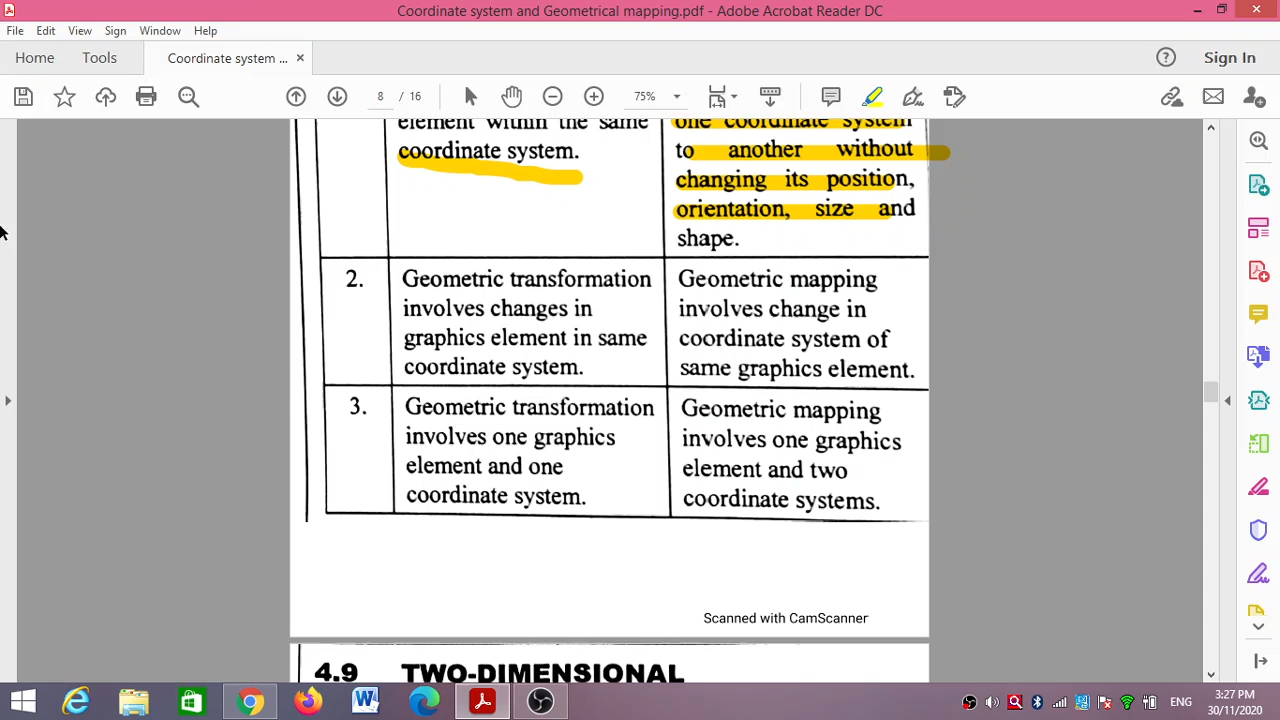 Coordinate system and Geometrical mapping.pdf - Adobe Acrobat Reader DC
File Edit View Sign Window Help
Home Tools Coordinate system ... × Sign In
8 / 16 75%
element within the same
coordinate system.
one coordinate system
to another without
changing its position,
orientation, size and
shape.
2.
Geometric transformation
involves changes in
graphics element in same
coordinate system.
Geometric mapping
involves change in
coordinate system of
same graphics element.
3.
Geometric transformation
involves one graphics
element and one
coordinate system.
Geometric mapping
involves one graphics
element and two
coordinate systems.
Scanned with CamScanner
4.9 TWO-DIMENSIONAL
ENG
3:27 PM
30/11/2020